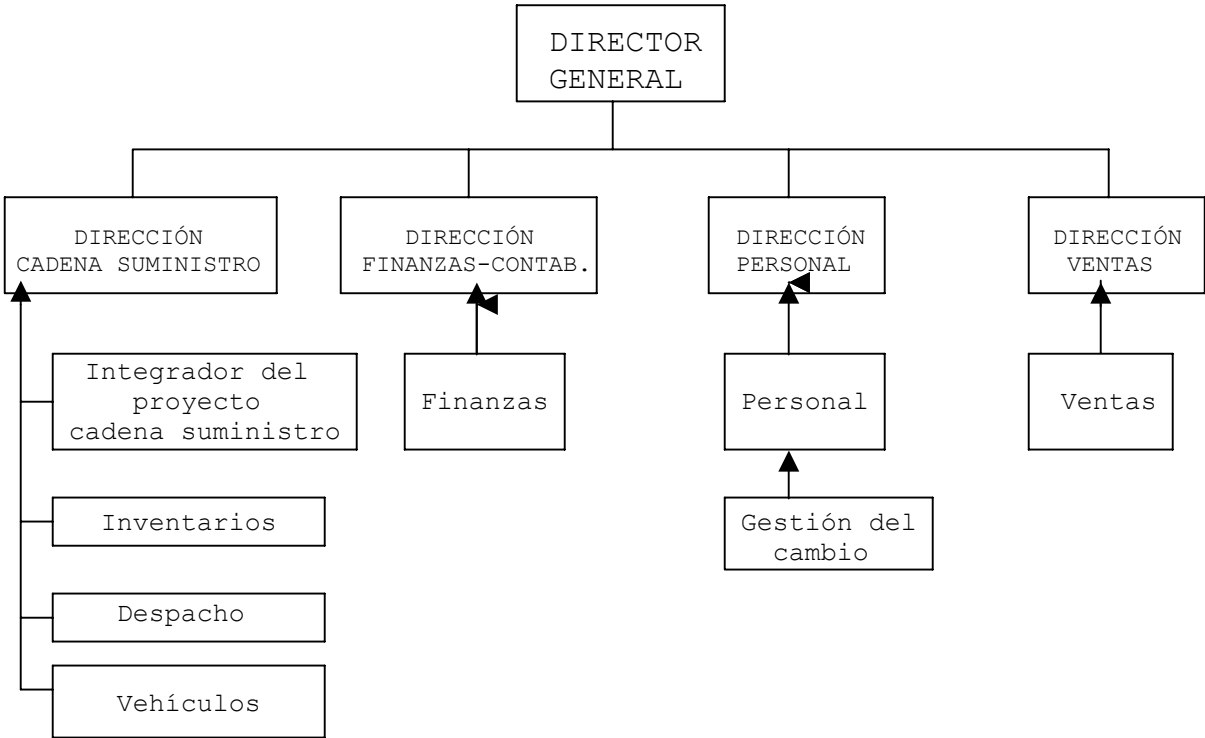 DIRECTOR
GENERAL
DIRECCIÓN
CADENA SUMINISTRO
DIRECCIÓN
FINANZAS-CONTAB.
DIRECCIÓN
PERSONAL
DIRECCIÓN
VENTAS
Integrador del
proyecto
cadena suministro
Finanzas
Personal
Ventas
Inventarios
Gestión del
cambio
Despacho
Vehículos